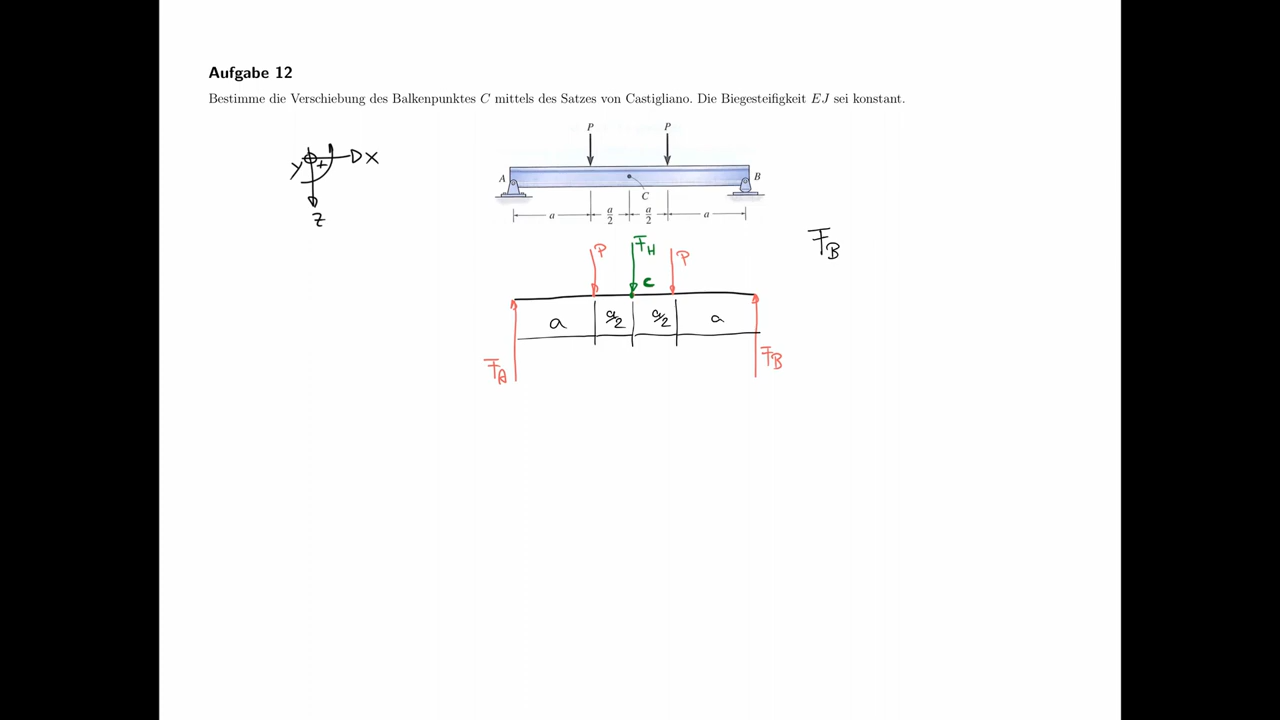 Aufgabe 12
Bestimme die Verschiebung des Balkenpunktes C mittels des Satzes von Castigliano. Die Biegesteifigkeit EJ sei konstant.
P P
y + x
z
A B
C
a a/2 a/2 a
F_B
P F_H P
C
a a/2 a/2 a
F_A F_B